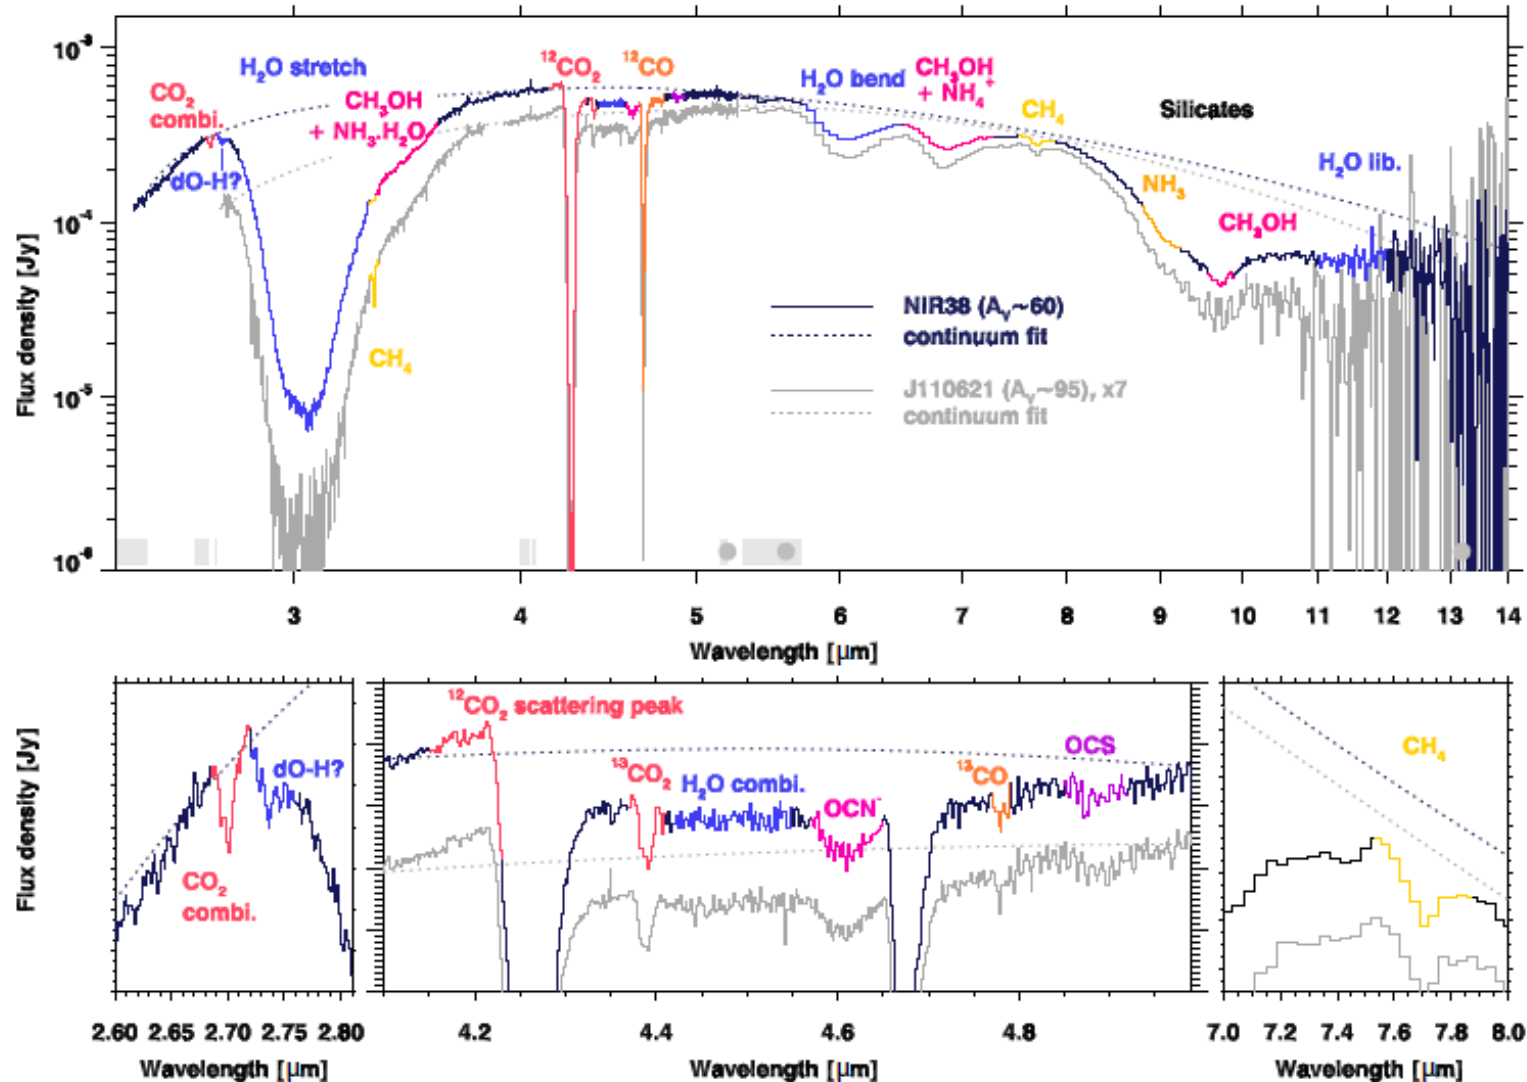 10⁻³
10⁻⁴
10⁻⁵
10⁻⁶
Flux density [Jy]
CO₂
combi.
H₂O stretch
dO-H?
CH₃OH
+ NH₃.H₂O
CH₄
¹²CO₂
¹²CO
H₂O bend
CH₃OH
+ NH₄⁺
CH₄
Silicates
NH₃
CH₃OH
H₂O lib.
NIR38 (Aᵥ~60)
continuum fit
J110621 (Aᵥ~95), x7
continuum fit
3 4 5 6 7 8 9 10 11 12 13 14
Wavelength [μm]
Flux density [Jy]
dO-H?
CO₂
combi.
2.60 2.65 2.70 2.75 2.80
Wavelength [μm]
¹²CO₂ scattering peak
¹³CO₂
H₂O combi.
OCN⁻
¹³CO
OCS
4.2 4.4 4.6 4.8
Wavelength [μm]
CH₄
7.0 7.2 7.4 7.6 7.8 8.0
Wavelength [μm]